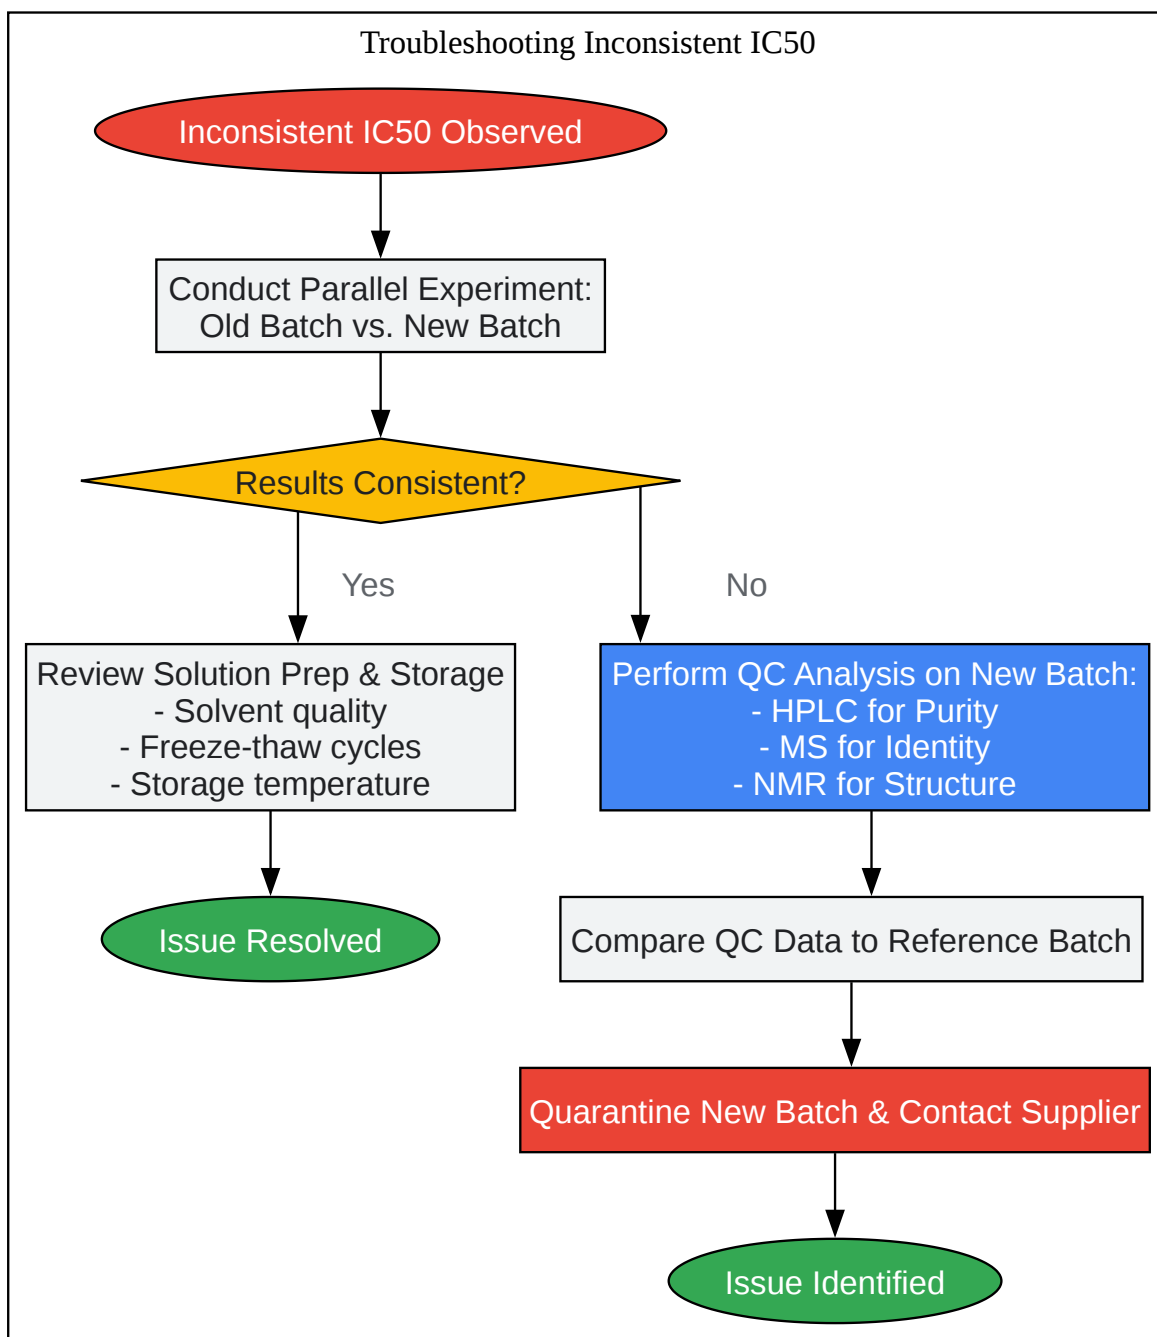 Troubleshooting Inconsistent IC50
Inconsistent IC50 Observed
Conduct Parallel Experiment:
Old Batch vs. New Batch
Results Consistent?
Yes
No
Review Solution Prep & Storage
- Solvent quality
- Freeze-thaw cycles
- Storage temperature
Perform QC Analysis on New Batch:
- HPLC for Purity
- MS for Identity
- NMR for Structure
Issue Resolved
Compare QC Data to Reference Batch
Quarantine New Batch & Contact Supplier
Issue Identified